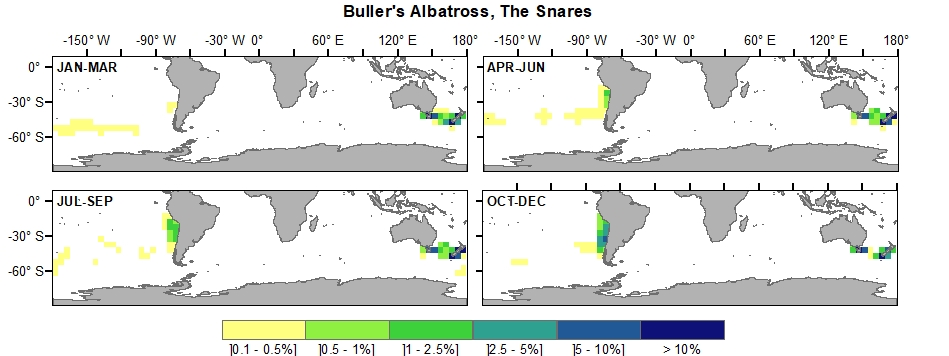 Buller's Albatross, The Snares
-150° W -90° W -30° W 0° 60° E 120° E 180° -150° W -90° W -30° W 0° 60° E 120° E 180°
0° JAN-MAR APR-JUN
-30° S
-60° S
0° JUL-SEP OCT-DEC
-30° S
-60° S
]0.1 - 0.5%] ]0.5 - 1%] ]1 - 2.5%] ]2.5 - 5%] ]5 - 10%] > 10%